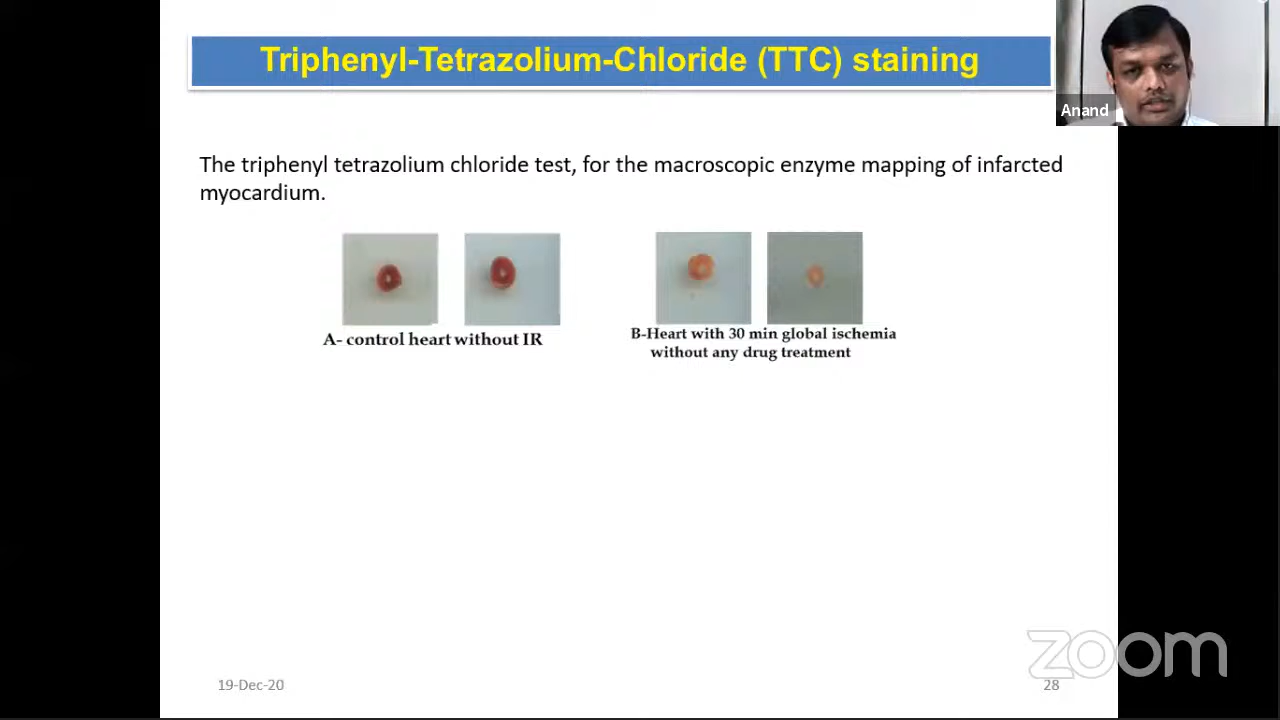 Triphenyl-Tetrazolium-Chloride (TTC) staining
Anand
The triphenyl tetrazolium chloride test, for the macroscopic enzyme mapping of infarcted
myocardium.
A- control heart without IR
B-Heart with 30 min global ischemia
without any drug treatment
zoom
19-Dec-20
28